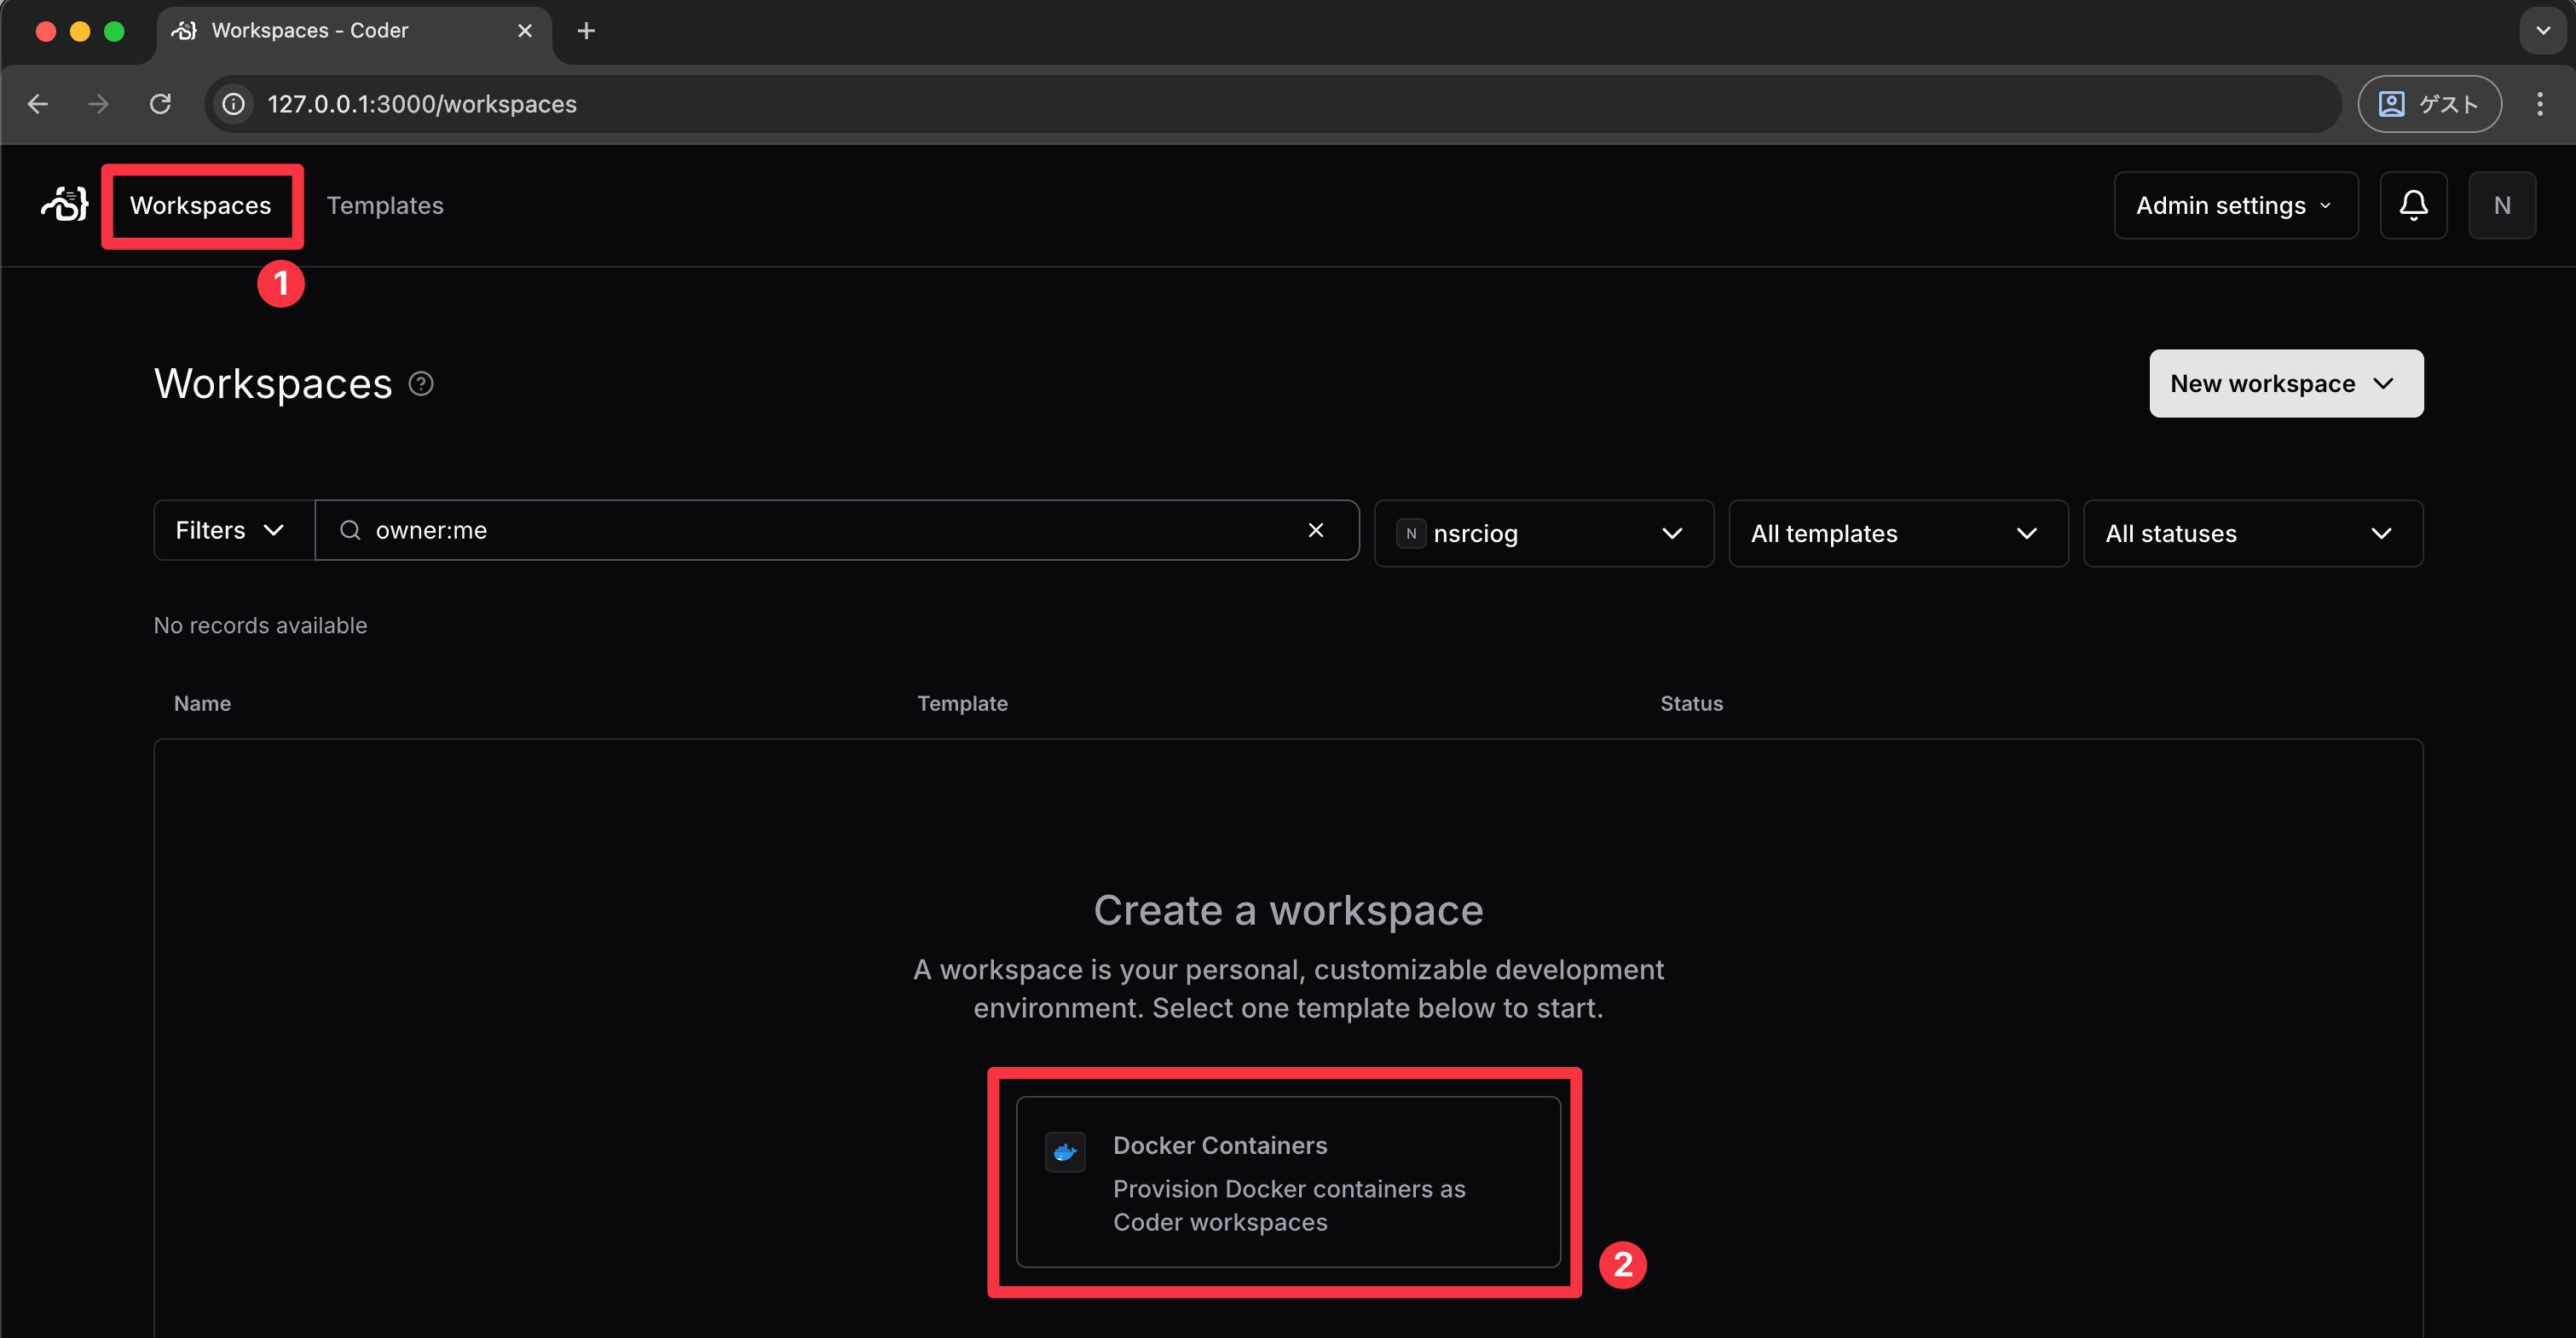 Workspaces - Coder
127.0.0.1:3000/workspaces
ゲスト
Workspaces
Templates
Admin settings
N
1
Workspaces
New workspace
Filters
owner:me
N nsrciog
All templates
All statuses
No records available
Name
Template
Status
Create a workspace
A workspace is your personal, customizable development
environment. Select one template below to start.
Docker Containers
Provision Docker containers as
Coder workspaces
2